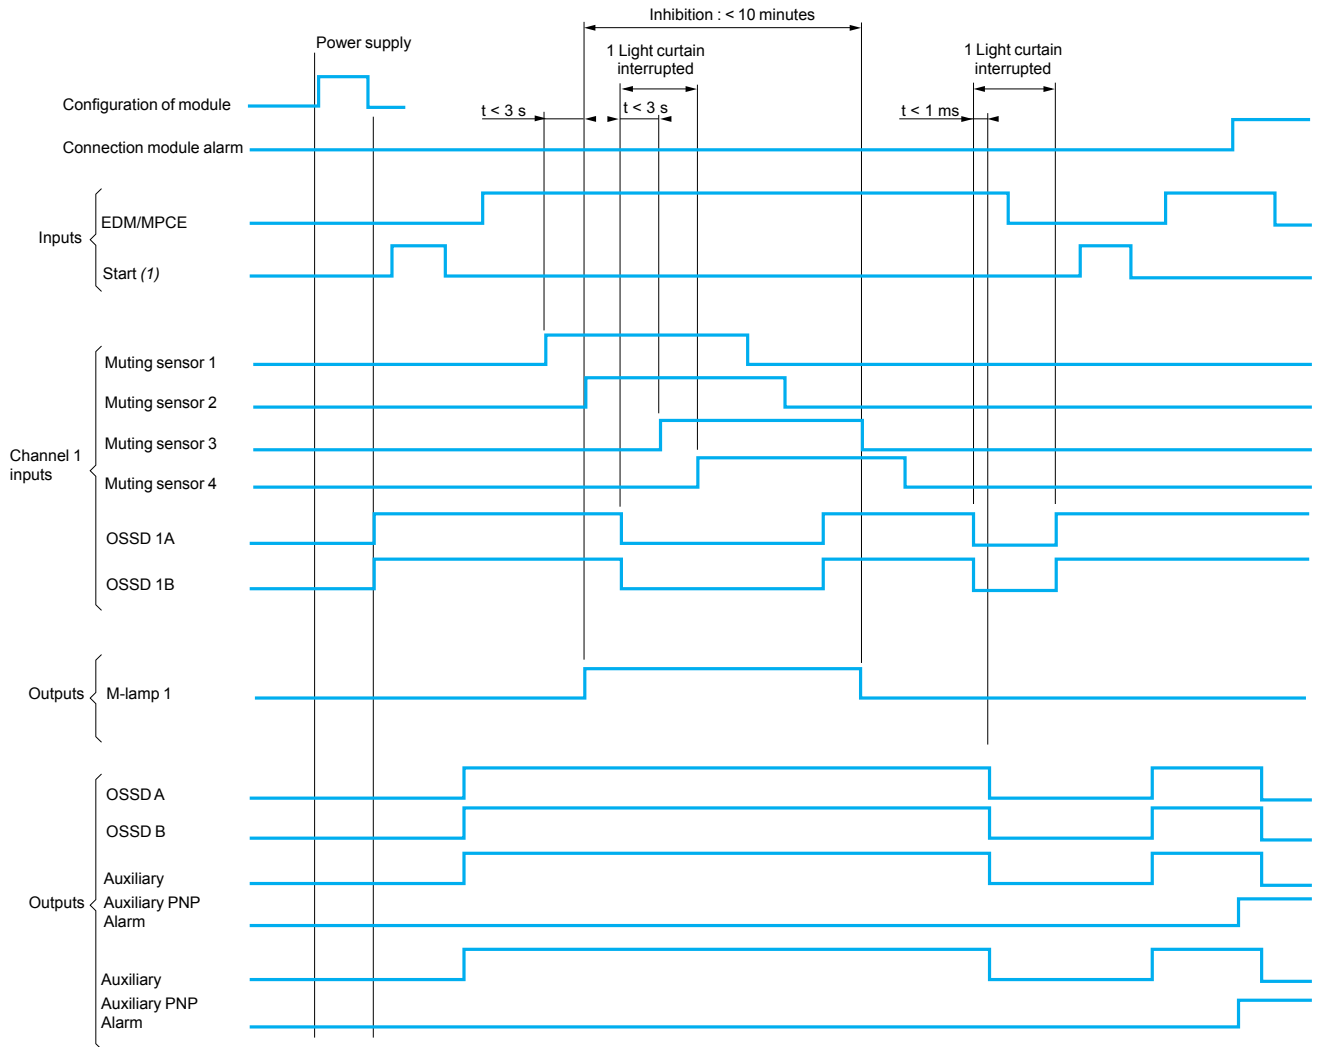 Inhibition : < 10 minutes
Power supply
1 Light curtain
interrupted
1 Light curtain
interrupted
Configuration of module
t < 3 s
t < 3 s
t < 1 ms
Connection module alarm
Inputs
EDM/MPCE
Start (1)
Channel 1
inputs
Muting sensor 1
Muting sensor 2
Muting sensor 3
Muting sensor 4
OSSD 1A
OSSD 1B
Outputs
M-lamp 1
Outputs
OSSD A
OSSD B
Auxiliary
Auxiliary PNP
Alarm
Auxiliary
Auxiliary PNP
Alarm